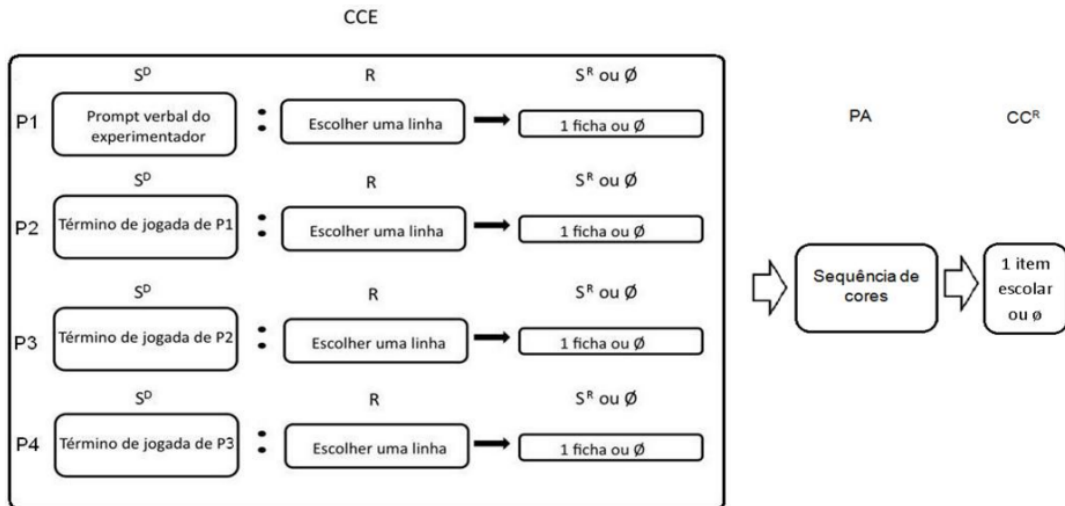 CCE
S^D R S^R ou Ø
P1 Prompt verbal do experimentador : Escolher uma linha 1 ficha ou Ø
PA CC^R
S^D R S^R ou Ø
P2 Término de jogada de P1 : Escolher uma linha 1 ficha ou Ø
S^D R S^R ou Ø
P3 Término de jogada de P2 : Escolher uma linha 1 ficha ou Ø
S^D R S^R ou Ø
P4 Término de jogada de P3 : Escolher uma linha 1 ficha ou Ø
Sequência de
cores
1 item
escolar
ou ø